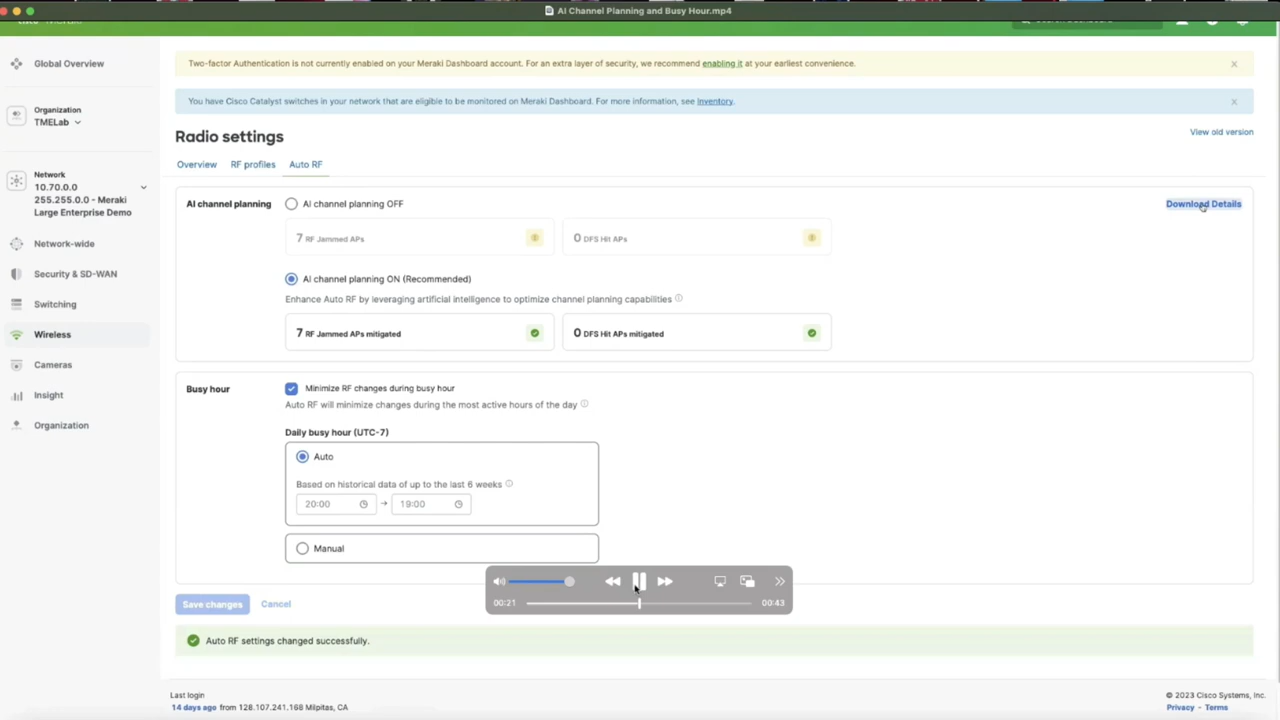 AI Channel Planning and Busy Hour.mp4
Global Overview
Organization
TMELab
Network
10.70.0.0
255.255.0.0 - Meraki
Large Enterprise Demo
Network-wide
Security & SD-WAN
Switching
Wireless
Cameras
Insight
Organization
Two-factor Authentication is not currently enabled on your Meraki Dashboard account. For an extra layer of security, we recommend enabling it at your earliest convenience.
You have Cisco Catalyst switches in your network that are eligible to be monitored on Meraki Dashboard. For more information, see Inventory.
Radio settings
View old version
Overview RF profiles Auto RF
AI channel planning
AI channel planning OFF
Download Details
7 RF Jammed APs
0 DFS Hit APs
AI channel planning ON (Recommended)
Enhance Auto RF by leveraging artificial intelligence to optimize channel planning capabilities
7 RF Jammed APs mitigated
0 DFS Hit APs mitigated
Busy hour
Minimize RF changes during busy hour
Auto RF will minimize changes during the most active hours of the day
Daily busy hour (UTC-7)
Auto
Based on historical data of up to the last 6 weeks
20:00 → 19:00
Manual
00:21 00:43
Save changes Cancel
Auto RF settings changed successfully.
Last login
14 days ago from 128.107.241.168 Milpitas, CA
© 2023 Cisco Systems, Inc.
Privacy - Terms